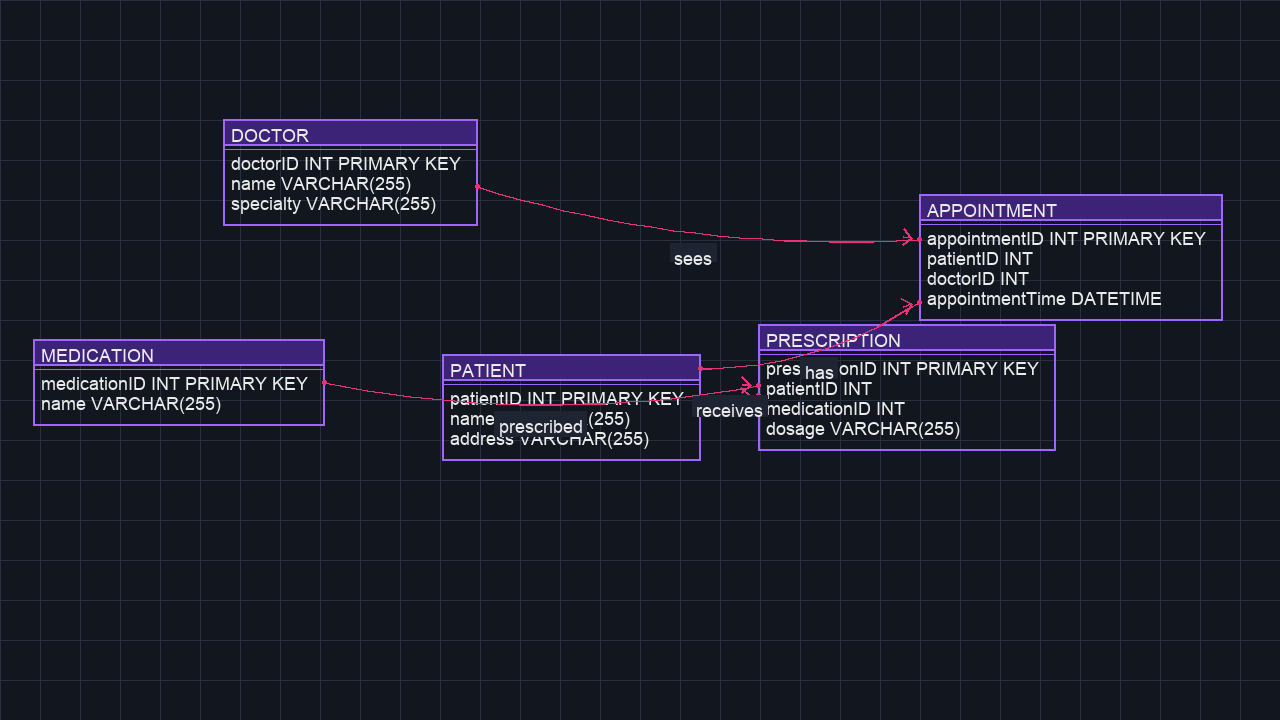 DOCTOR
doctorID INT PRIMARY KEY
name VARCHAR(255)
specialty VARCHAR(255)
sees
APPOINTMENT
appointmentID INT PRIMARY KEY
patientID INT
doctorID INT
appointmentTime DATETIME
MEDICATION
medicationID INT PRIMARY KEY
name VARCHAR(255)
PATIENT
patientID INT PRIMARY KEY
name (255)
address VARCHAR(255)
prescribed
receives
PRESCRIPTION
has
INT PRIMARY KEY
patientID INT
medicationID INT
dosage VARCHAR(255)